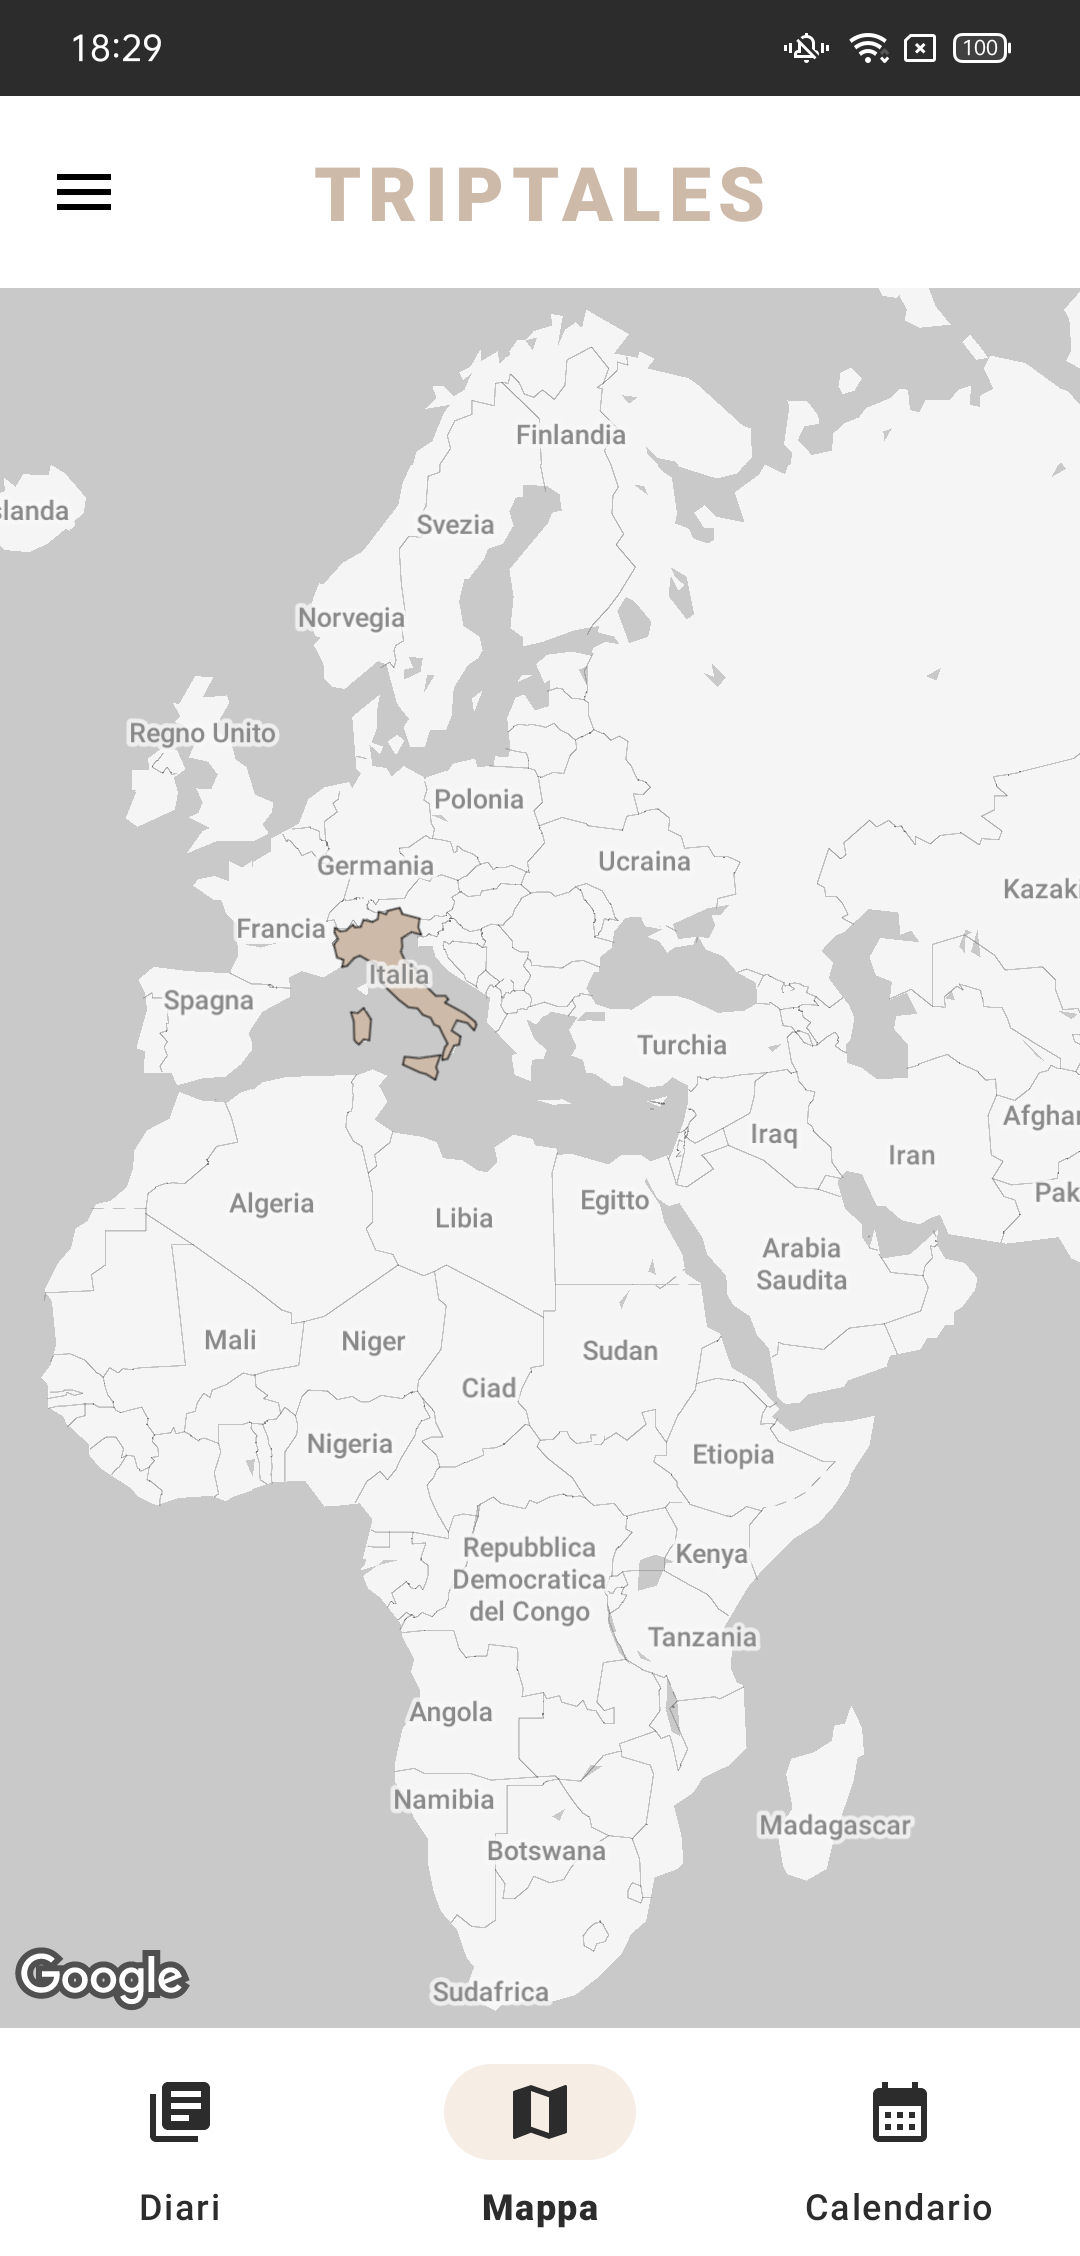 18:29
100
TRIPTALES
Finlandia
slanda
Svezia
Norvegia
Regno Unito
Polonia
Germania
Ucraina
Kazaki
Francia
Italia
Spagna
Turchia
Afghan
Iraq
Iran
Pak
Algeria
Egitto
Libia
Arabia
Saudita
Mali
Niger
Sudan
Ciad
Nigeria
Etiopia
Repubblica
Democratica
del Congo
Kenya
Tanzania
Angola
Namibia
Madagascar
Botswana
Google
Sudafrica
Diari
Mappa
Calendario